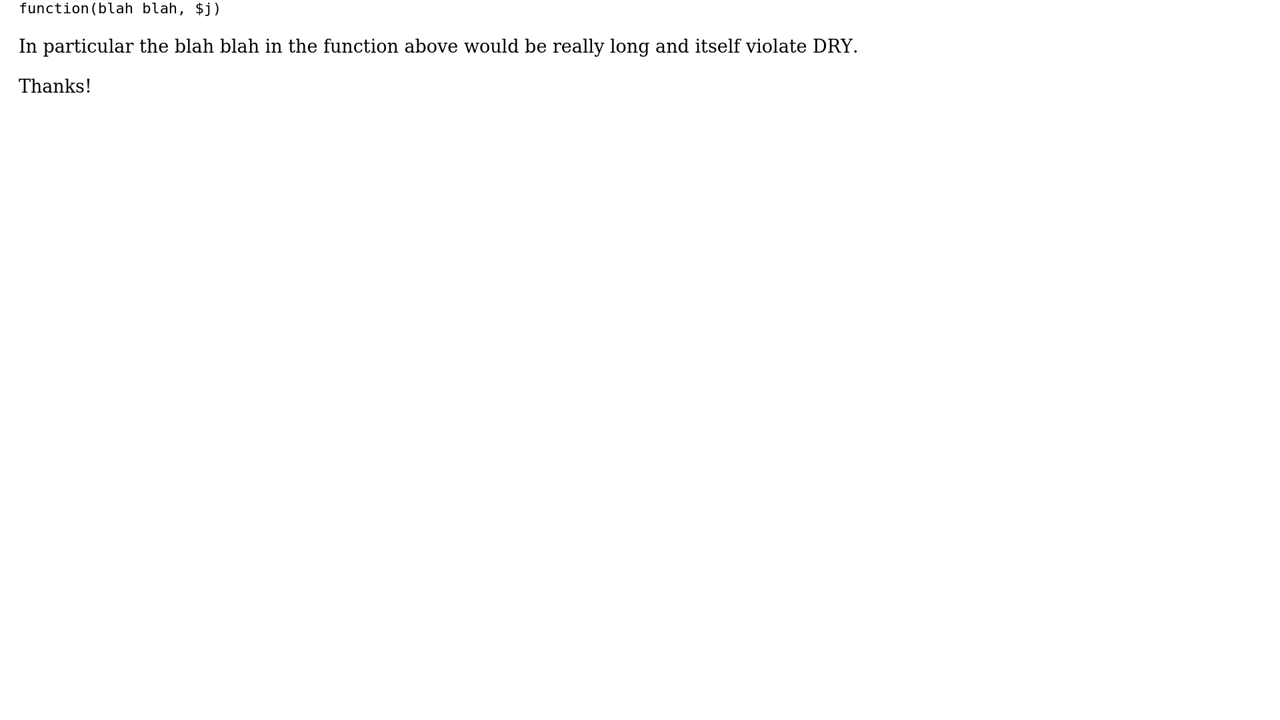 function(blah blah, $j)
In particular the blah blah in the function above would be really long and itself violate DRY.
Thanks!